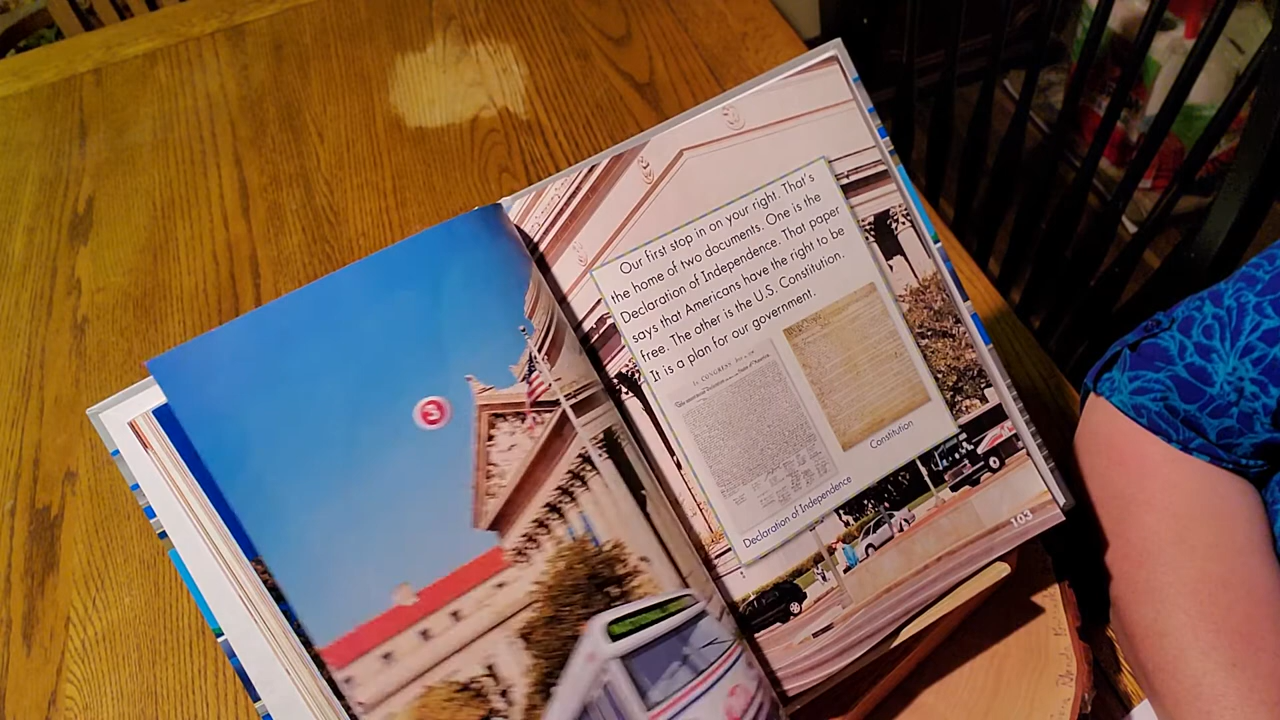 3
Our first stop in on your right. That's
the home of two documents. One is the
Declaration of Independence. That paper
says that Americans have the right to be
free. The other is the U.S. Constitution.
It is a plan for our government.
IN CONGRESS
Declaration of Independence
Constitution
103